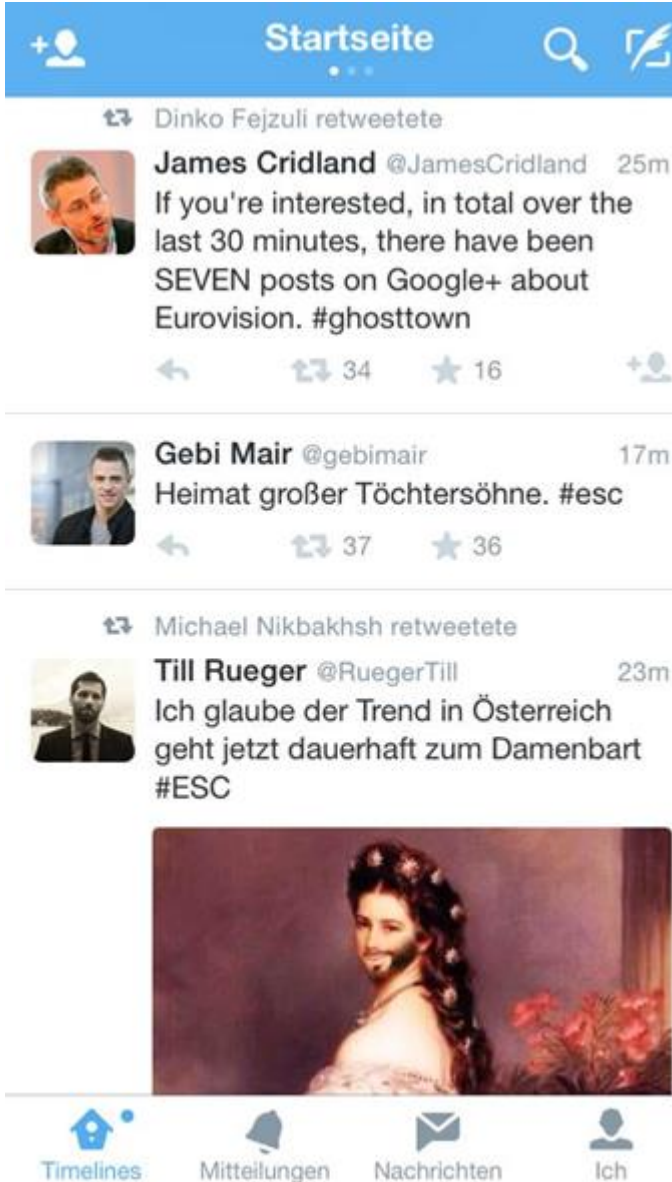 Startseite
Dinko Fejzuli retweetete
James Cridland @JamesCridland 25m
If you're interested, in total over the
last 30 minutes, there have been
SEVEN posts on Google+ about
Eurovision. #ghosttown
34 16
Gebi Mair @gebimair 17m
Heimat großer Töchtersöhne. #esc
37 36
Michael Nikbakhsh retweetete
Till Rueger @RuegerTill 23m
Ich glaube der Trend in Österreich
geht jetzt dauerhaft zum Damenbart
#ESC
Timelines Mitteilungen Nachrichten Ich